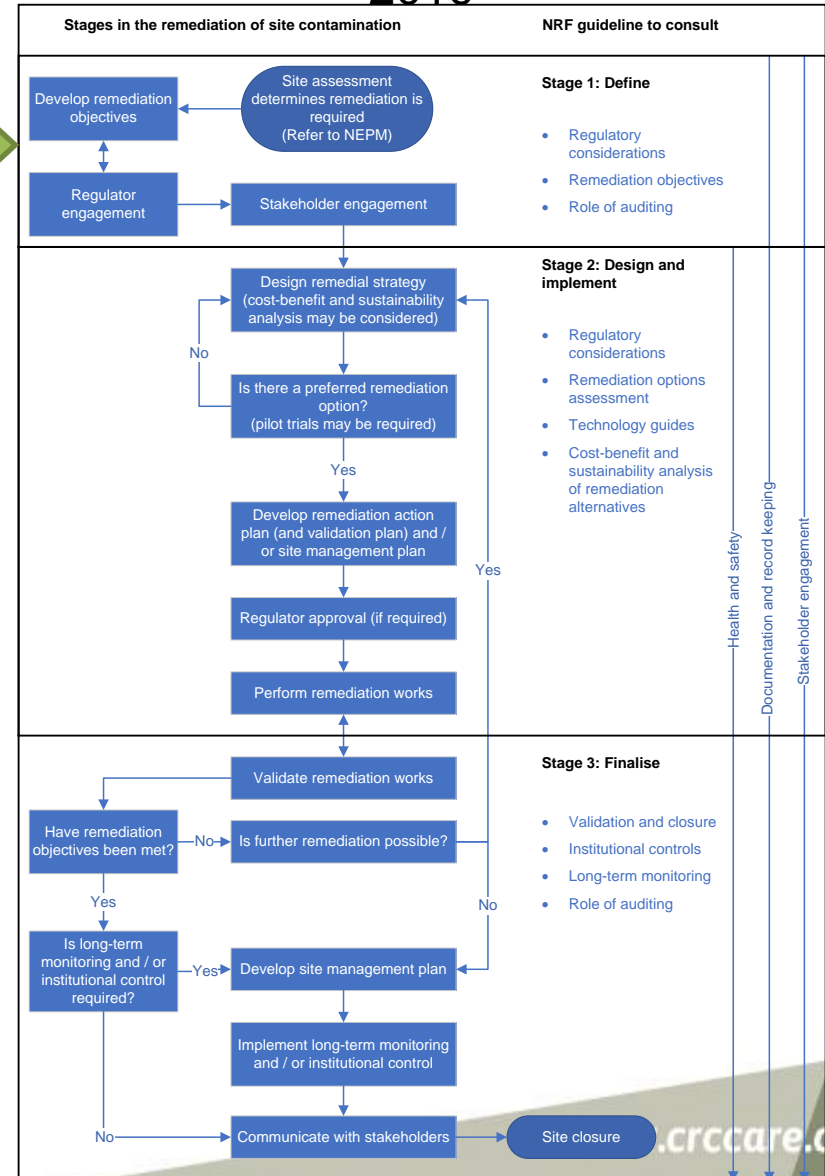 Stages in the remediation of site contamination
NRF guideline to consult
Site assessment
determines remediation is
required
(Refer to NEPM)
Develop remediation
objectives
Regulator
engagement
Stakeholder engagement
Stage 1: Define
• Regulatory
considerations
• Remediation objectives
• Role of auditing
Design remedial strategy
(cost-benefit and sustainability
analysis may be considered)
No
Is there a preferred remediation
option?
(pilot trials may be required)
Yes
Develop remediation action
plan (and validation plan) and /
or site management plan
Yes
Regulator approval (if required)
Perform remediation works
Stage 2: Design and
implement
• Regulatory
considerations
• Remediation options
assessment
• Technology guides
• Cost-benefit and
sustainability analysis
of remediation
alternatives
Health and safety
Documentation and record keeping
Stakeholder engagement
Validate remediation works
Have remediation
objectives been met?
No
Is further remediation possible?
Yes
No
Is long-term
monitoring and / or
institutional control
required?
Yes
Develop site management plan
Implement long-term monitoring
and / or institutional control
No
Communicate with stakeholders
Site closure
Stage 3: Finalise
• Validation and closure
• Institutional controls
• Long-term monitoring
• Role of auditing
.crccare.c